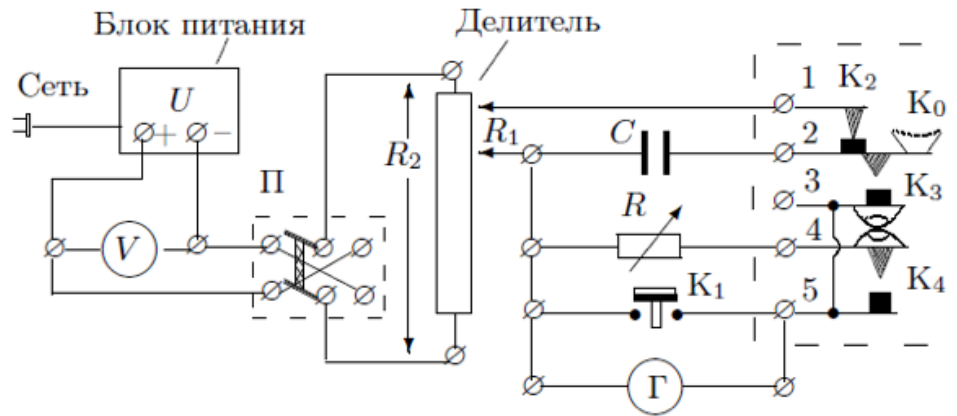 Блок питания
Делитель
Сеть
U
+ −
1
K₂
K₀
R₁
C
2
R₂
П
3
K₃
R
V
4
K₁
5
K₄
Г